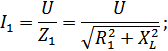 I₁ = U/Z₁ = U/√(R₁² + X_L²);